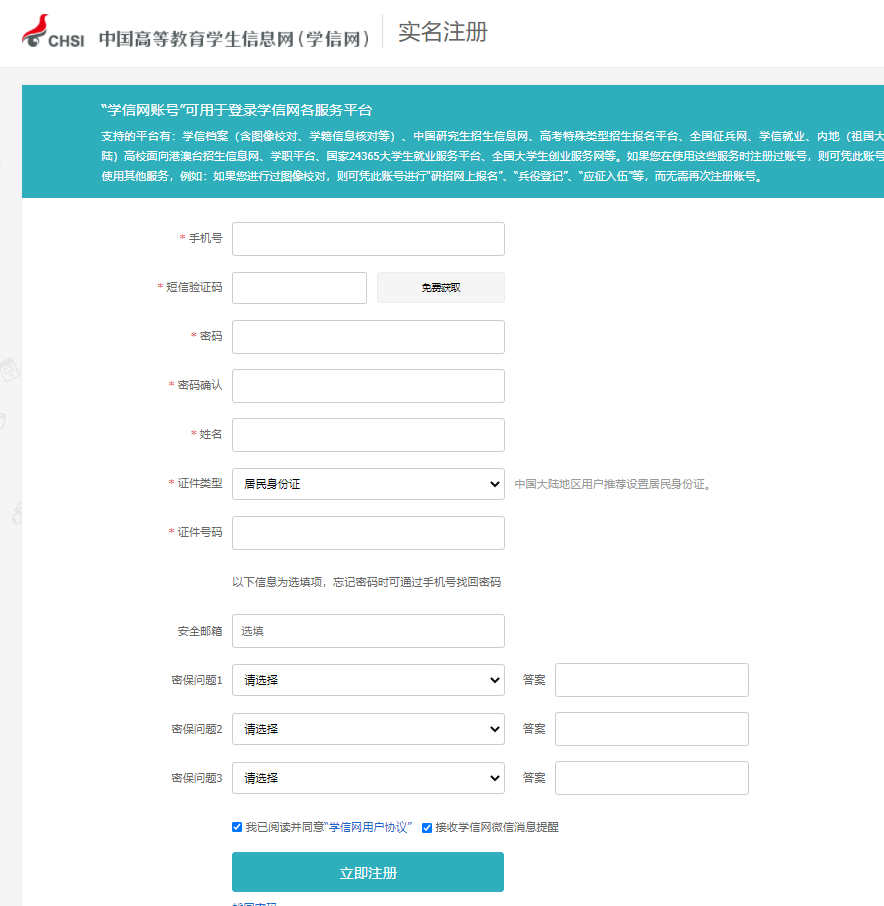 CHSI 中国高等教育学生信息网(学信网) 实名注册
“学信网账号”可用于登录学信网各服务平台
支持的平台有：学信档案（含图像校对、学籍信息核对等）、中国研究生招生信息网、高考特殊类型招生报名平台、全国征兵网、学信就业、内地（祖国大
陆）高校面向港澳台招生信息网、学职平台、国家24365大学生就业服务平台、全国大学生创业服务网等。如果您在使用这些服务时注册过账号，则可凭此账号
使用其他服务，例如：如果您进行过图像校对，则可凭此账号进行“研招网上报名”、“兵役登记”、“应征入伍”等，而无需再次注册账号。
* 手机号
* 短信验证码 免费获取
* 密码
* 密码确认
* 姓名
* 证件类型 居民身份证 中国大陆地区用户推荐设置居民身份证。
* 证件号码
以下信息为选填项，忘记密码时可通过手机号找回密码
安全邮箱 选填
密保问题1 请选择 答案
密保问题2 请选择 答案
密保问题3 请选择 答案
我已阅读并同意“学信网用户协议” 接收学信网微信消息提醒
立即注册